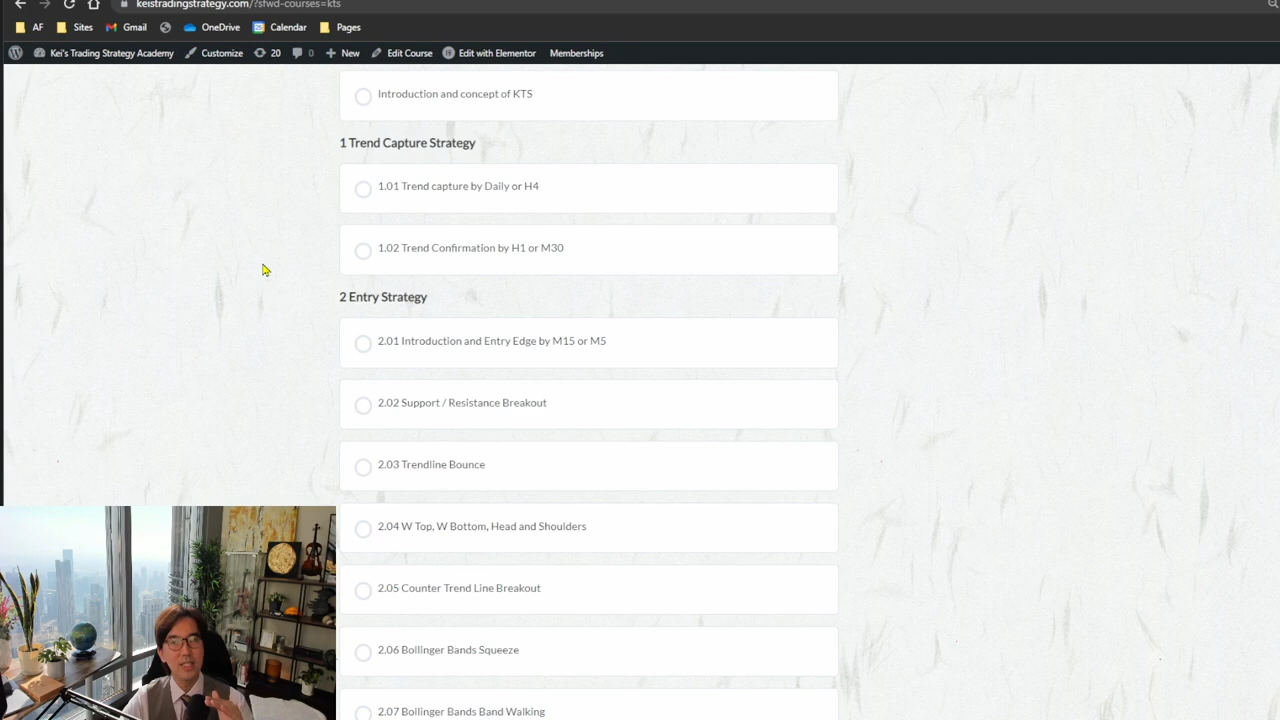 keistradingstrategy.com/?sfwd-courses=kts
AF Sites Gmail OneDrive Calendar Pages
Kei's Trading Strategy Academy Customize 20 0 New Edit Course Edit with Elementor Memberships
Introduction and concept of KTS
1 Trend Capture Strategy
1.01 Trend capture by Daily or H4
1.02 Trend Confirmation by H1 or M30
2 Entry Strategy
2.01 Introduction and Entry Edge by M15 or M5
2.02 Support / Resistance Breakout
2.03 Trendline Bounce
2.04 W Top, W Bottom, Head and Shoulders
2.05 Counter Trend Line Breakout
2.06 Bollinger Bands Squeeze
2.07 Bollinger Bands Band Walking